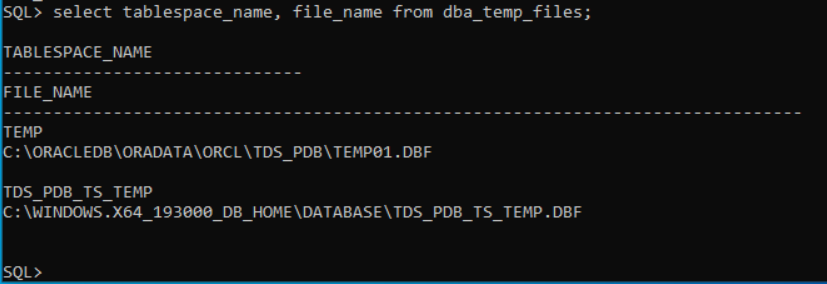 SQL> select tablespace_name, file_name from dba_temp_files;
TABLESPACE_NAME
------------------------------
FILE_NAME
--------------------------------------------------------------------------------
TEMP
C:\ORACLEDB\ORADATA\ORCL\TDS_PDB\TEMP01.DBF
TDS_PDB_TS_TEMP
C:\WINDOWS.X64_193000_DB_HOME\DATABASE\TDS_PDB_TS_TEMP.DBF
SQL>